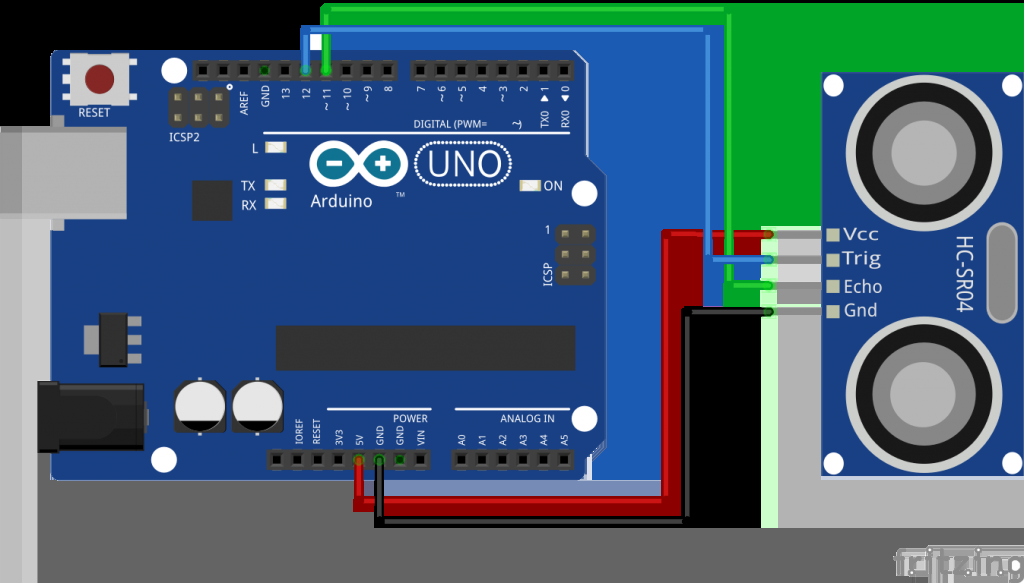 RESET
ICSP2
AREF
GND
13
12
~11
~10
~9
8
7
~6
~5
~4
~3
2
TX0 ▶ 1
RX0 ◀ 0
DIGITAL (PWM= ~)
L
TX
RX
Arduino
™
UNO
ON
1
ICSP
POWER
ANALOG IN
IOREF
RESET
3V3
5V
GND
GND
VIN
A0
A1
A2
A3
A4
A5
Vcc
Trig
Echo
Gnd
HC-SR04
fritzing